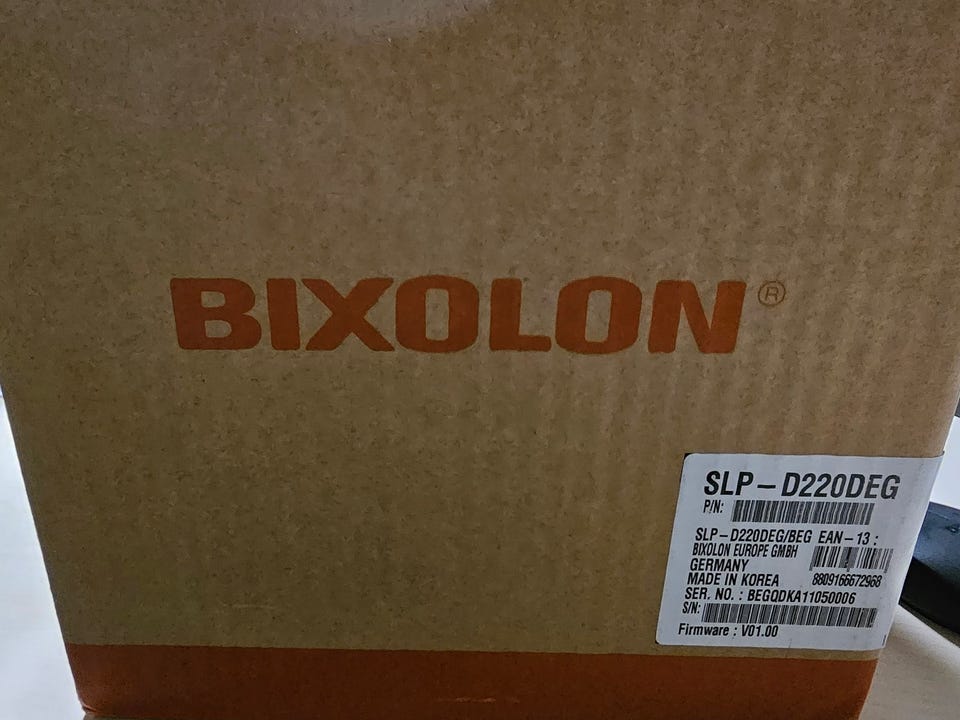 BIXOLON®
SLP-D220DEG
P/N:
SLP-D220DEG/BEG EAN-13 :
BIXOLON EUROPE GMBH
GERMANY
MADE IN KOREA 8809166672968
SER. NO. : BEGQDKA11050006
S/N:
Firmware : V01.00